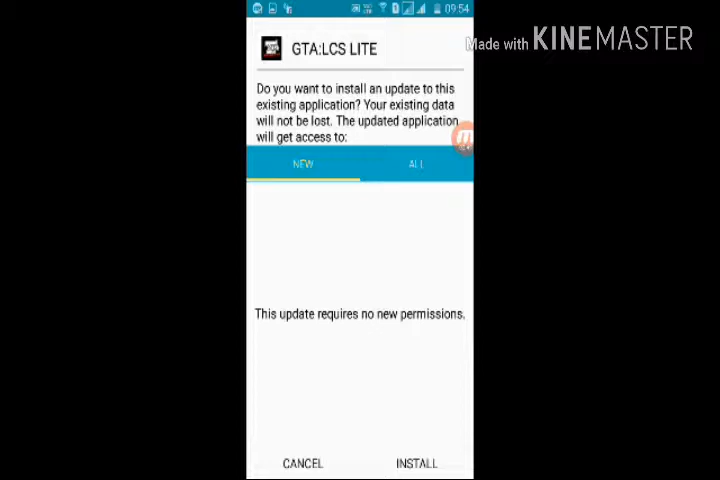 09:54
GTA:LCS LITE
Made with KINEMASTER
Do you want to install an update to this
existing application? Your existing data
will not be lost. The updated application
will get access to:
NEW
ALL
This update requires no new permissions.
CANCEL
INSTALL